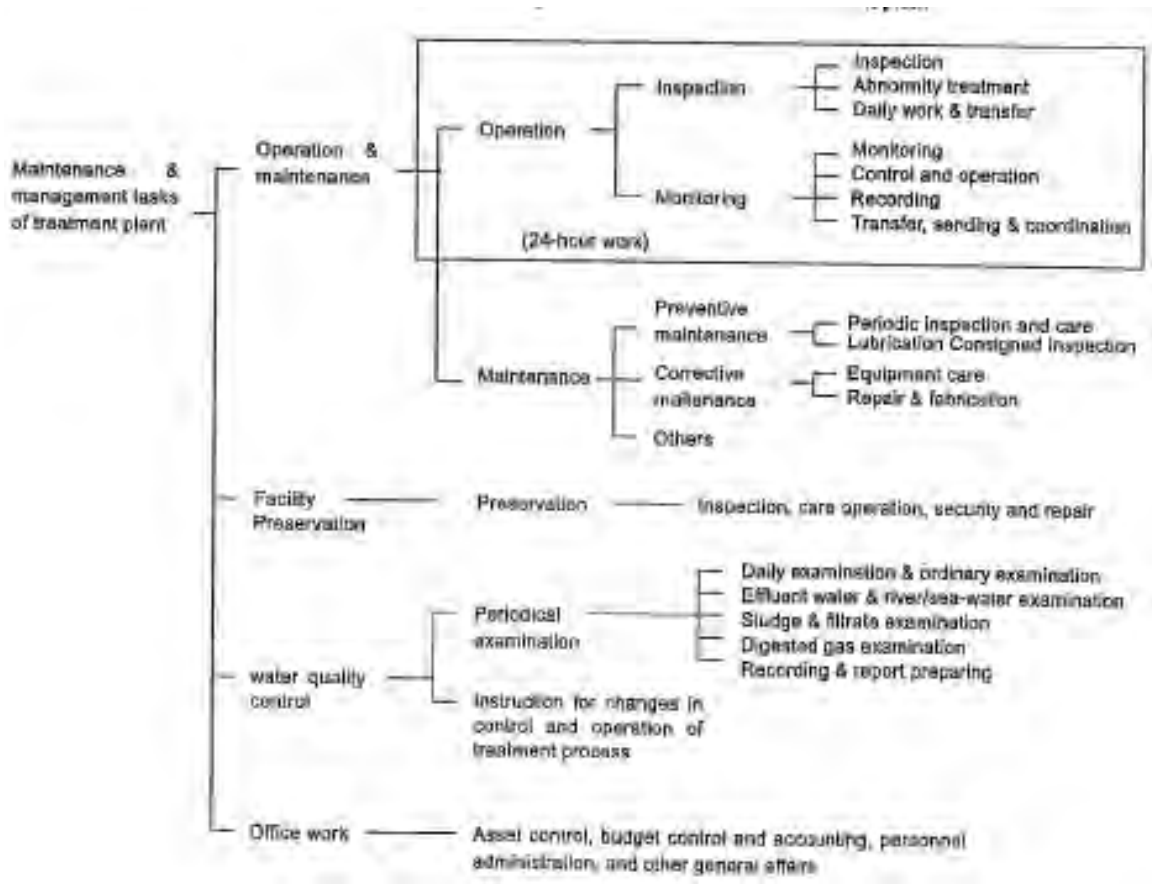 Inspection
Inspection
Abnormity treatment
Daily work & transfer
Operation
Operation &
maintenance
Monitoring
Maintenance &
management tasks
of treatment plant
Control and operation
Monitoring
Recording
Transfer, sending & coordination
(24-hour work)
Preventive
maintenance
Periodic inspection and care
Lubrication Consigned inspection
Maintenance
Corrective
maitenance
Equipment care
Repair & fabrication
Others
Facility
Preservation
Preservation
Inspection, care operation, security and repair
Daily examination & ordinary examination
Effluent water & river/sea-water examination
Periodical
examination
Sludge & filtrate examination
Digested gas examination
Recording & report preparing
water quality
control
Instruction for changes in
control and operation of
treatment process
Office work
Asset control, budget control and accounting, personnel
administration, and other general affairs